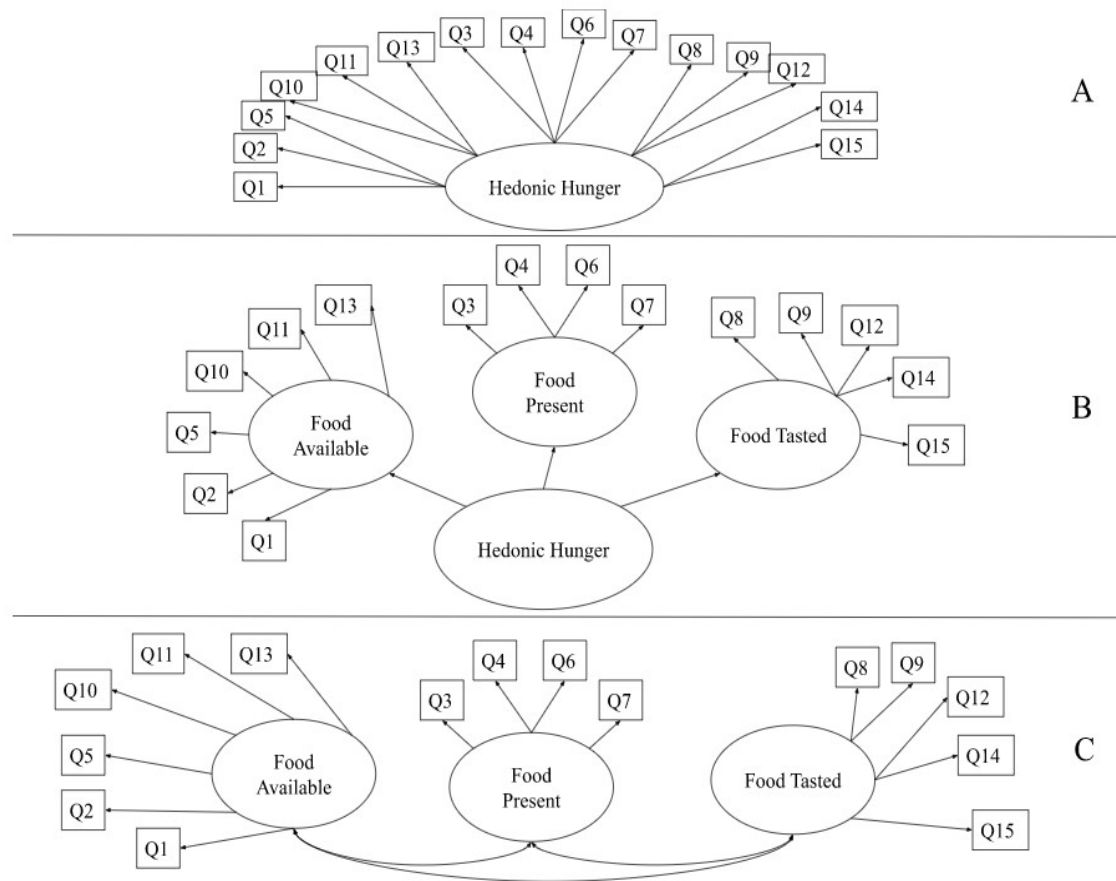 Q6
Q3
Q4
Q7
Q13
Q8
Q11
Q9
Q12
Q10
A
Q14
Q5
Q2
Q15
Q1
Hedonic Hunger
Q4
Q6
Q13
Q3
Q7
Q8
Q9
Q12
Q11
Q10
Q14
Food
Present
B
Q5
Food
Available
Food Tasted
Q15
Q2
Q1
Hedonic Hunger
Q11
Q13
Q4
Q6
Q8
Q9
Q10
Q3
Q7
Q12
C
Q5
Food
Available
Food
Present
Food Tasted
Q14
Q2
Q15
Q1